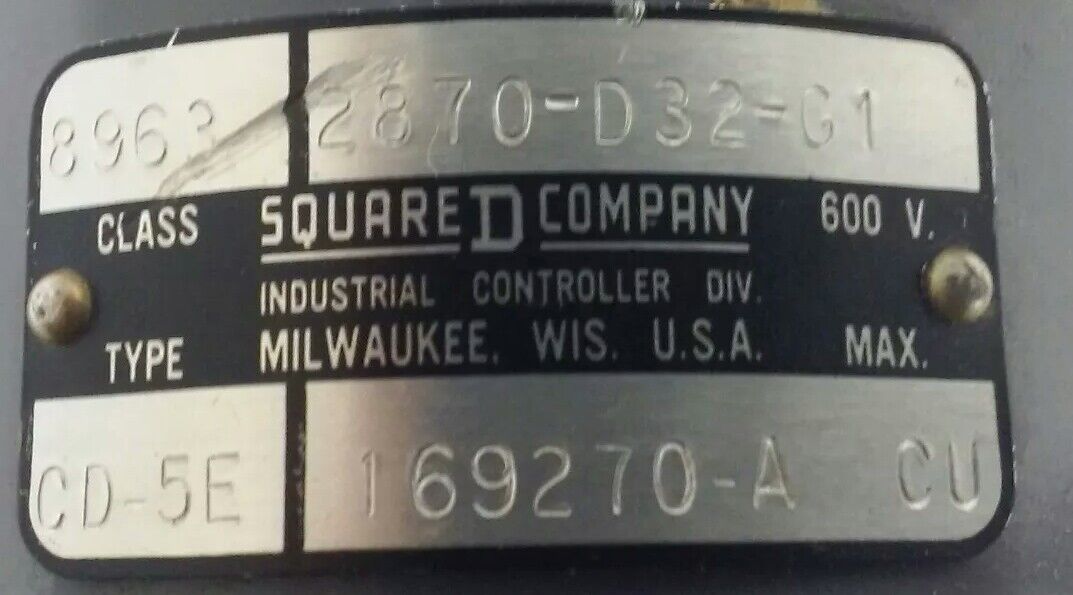 8963 2870-D32-G1
CLASS SQUARE D COMPANY 600 V.
INDUSTRIAL CONTROLLER DIV.
TYPE MILWAUKEE, WIS. U.S.A. MAX.
CD-5E 169270-A CU